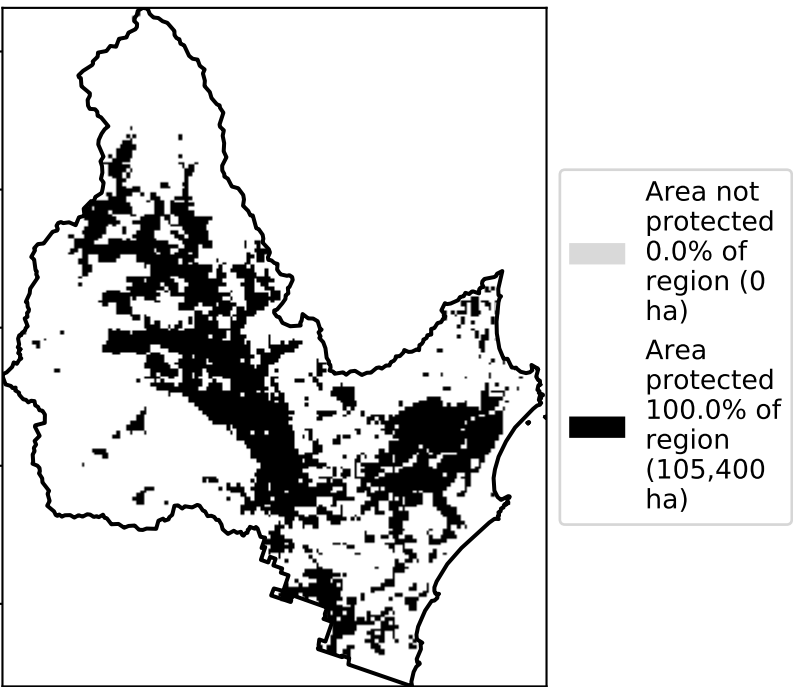 Area not
protected
0.0% of
region (0
ha)
Area
protected
100.0% of
region
(105,400
ha)